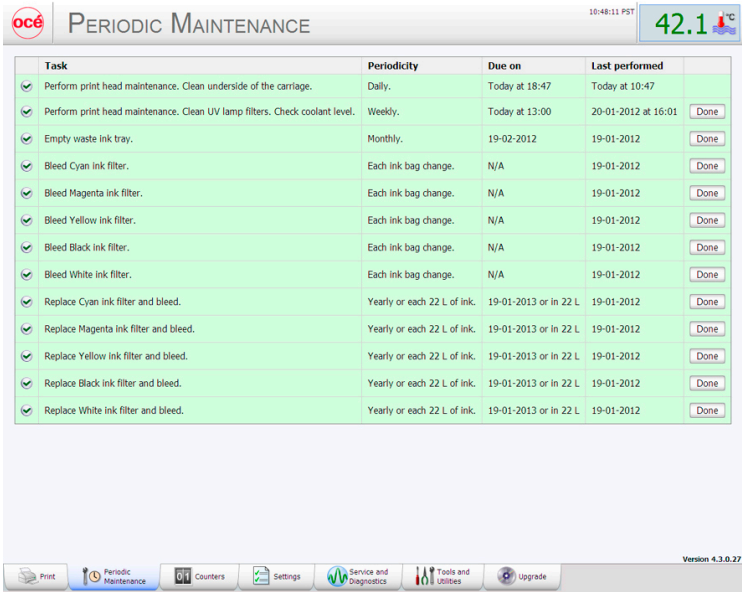 océ PERIODIC MAINTENANCE 10:48:11 PST 42.1 °C
Task Periodicity Due on Last performed
Perform print head maintenance. Clean underside of the carriage. Daily. Today at 18:47 Today at 10:47
Perform print head maintenance. Clean UV lamp filters. Check coolant level. Weekly. Today at 13:00 20-01-2012 at 16:01 Done
Empty waste ink tray. Monthly. 19-02-2012 19-01-2012 Done
Bleed Cyan ink filter. Each ink bag change. N/A 19-01-2012 Done
Bleed Magenta ink filter. Each ink bag change. N/A 19-01-2012 Done
Bleed Yellow ink filter. Each ink bag change. N/A 19-01-2012 Done
Bleed Black ink filter. Each ink bag change. N/A 19-01-2012 Done
Bleed White ink filter. Each ink bag change. N/A 19-01-2012 Done
Replace Cyan ink filter and bleed. Yearly or each 22 L of ink. 19-01-2013 or in 22 L 19-01-2012 Done
Replace Magenta ink filter and bleed. Yearly or each 22 L of ink. 19-01-2013 or in 22 L 19-01-2012 Done
Replace Yellow ink filter and bleed. Yearly or each 22 L of ink. 19-01-2013 or in 22 L 19-01-2012 Done
Replace Black ink filter and bleed. Yearly or each 22 L of ink. 19-01-2013 or in 22 L 19-01-2012 Done
Replace White ink filter and bleed. Yearly or each 22 L of ink. 19-01-2013 or in 22 L 19-01-2012 Done
Version 4.3.0.27
Print Periodic Maintenance 01 Counters Settings Service and Diagnostics Tools and Utilities Upgrade